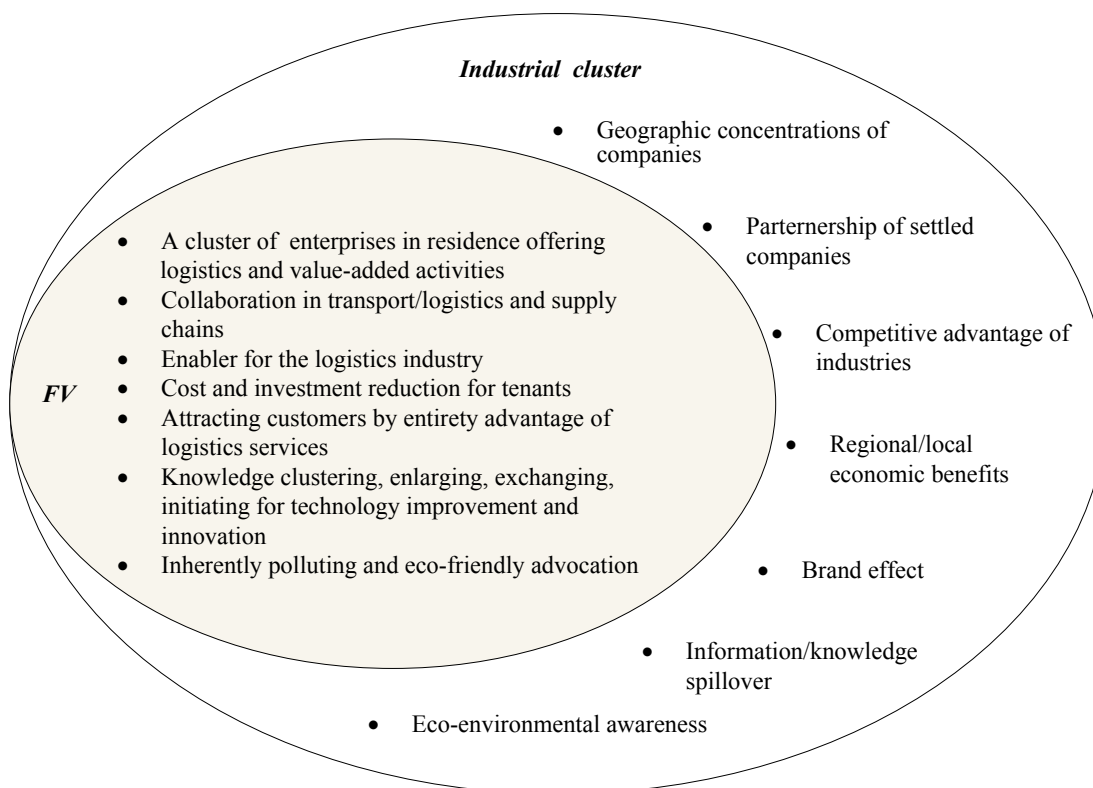 Industrial cluster
• Geographic concentrations of
companies
• Parternership of settled
companies
• Competitive advantage of
industries
• Regional/local
economic benefits
• Brand effect
• Information/knowledge
spillover
• Eco-environmental awareness
FV
• A cluster of enterprises in residence offering
logistics and value-added activities
• Collaboration in transport/logistics and supply
chains
• Enabler for the logistics industry
• Cost and investment reduction for tenants
• Attracting customers by entirety advantage of
logistics services
• Knowledge clustering, enlarging, exchanging,
initiating for technology improvement and
innovation
• Inherently polluting and eco-friendly advocation